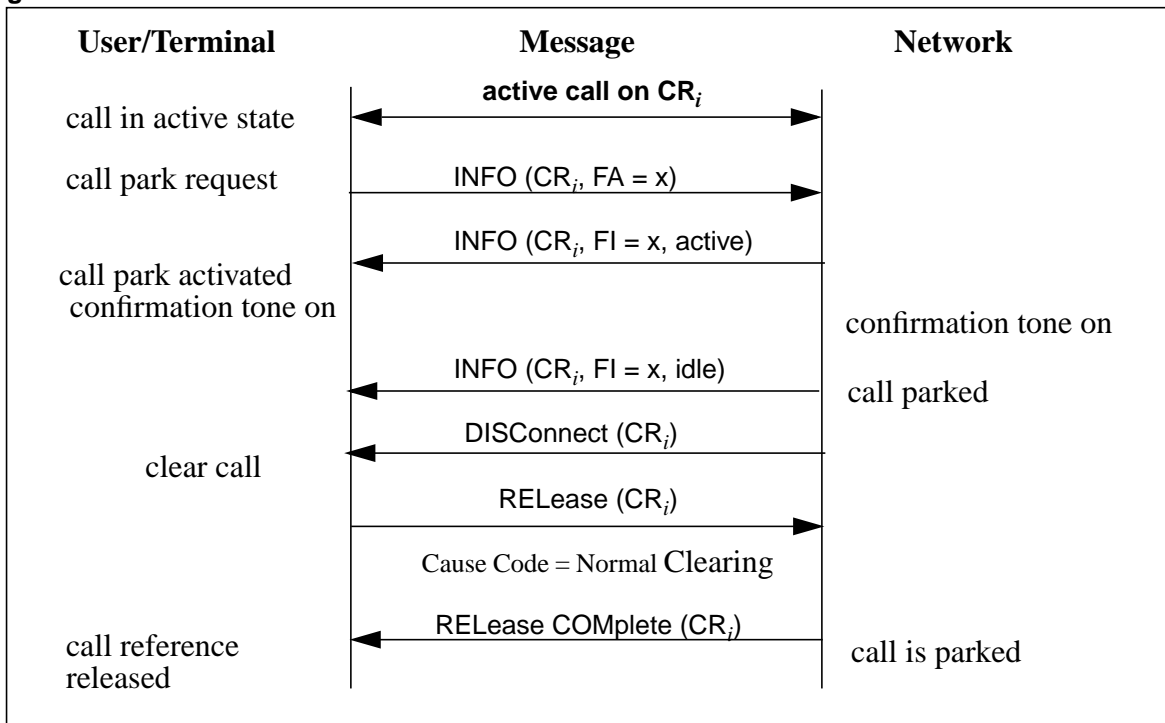 User/Terminal Message Network
active call on CRi
call in active state
call park request
INFO (CRi, FA = x)
INFO (CRi, FI = x, active)
call park activated
confirmation tone on
confirmation tone on
INFO (CRi, FI = x, idle)
call parked
DISConnect (CRi)
clear call
RELease (CRi)
Cause Code = Normal Clearing
RELease COMplete (CRi)
call reference
released
call is parked